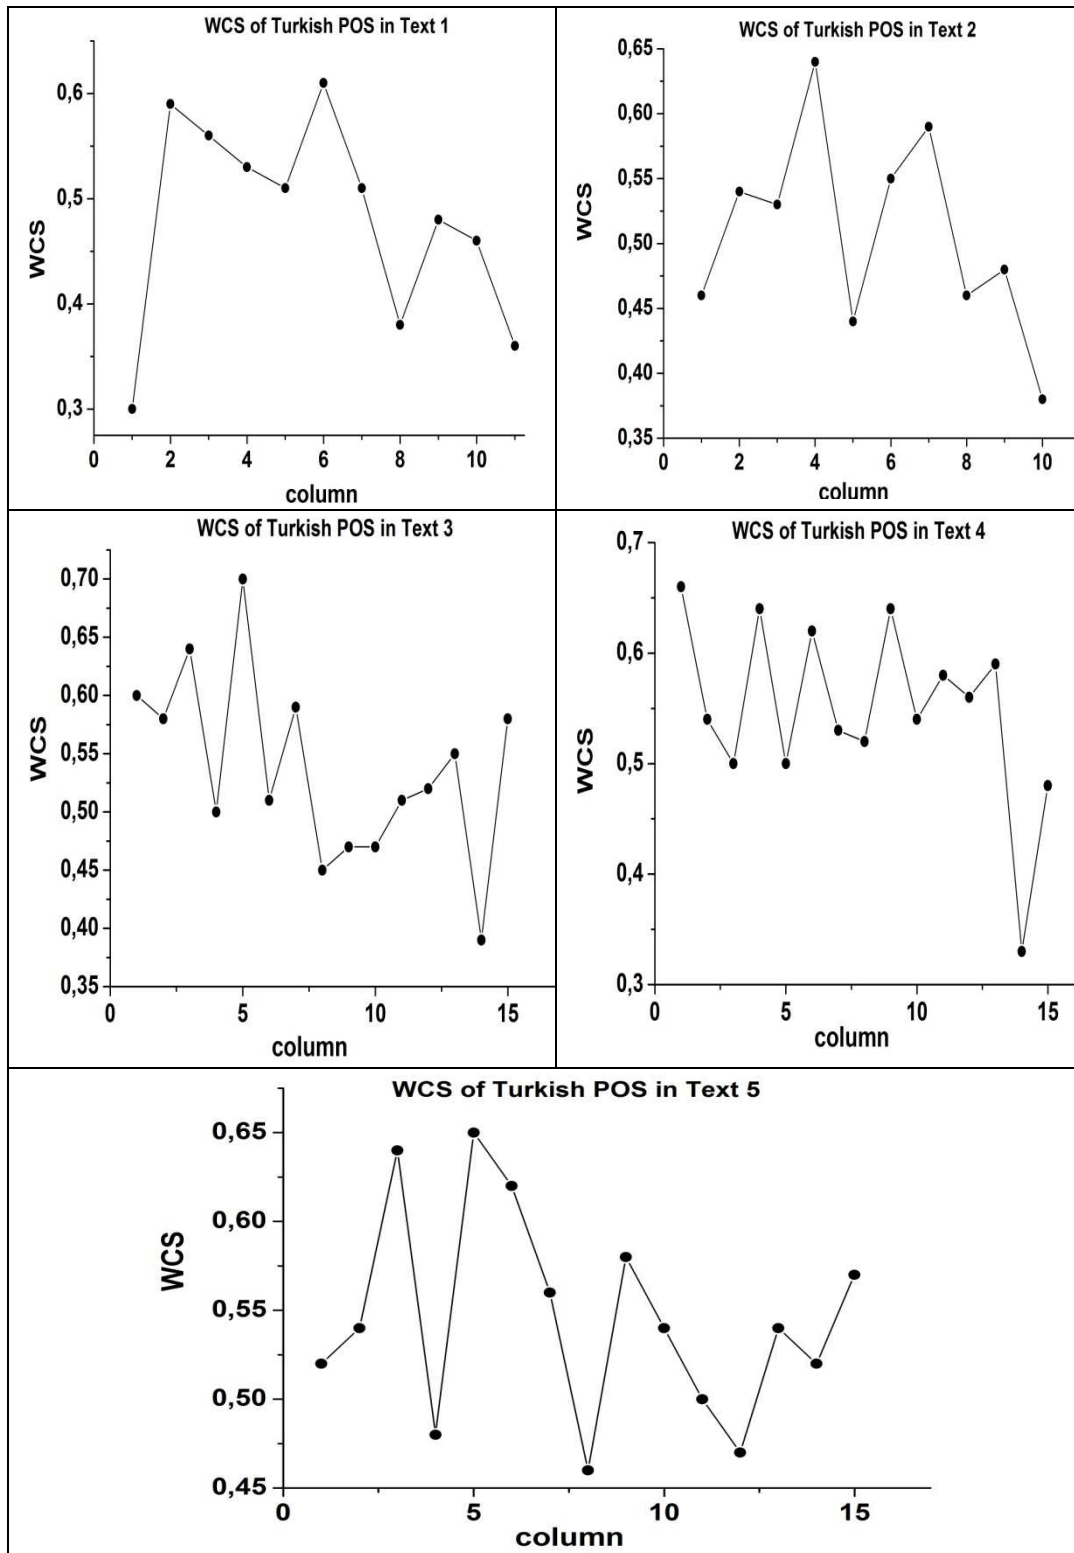 WCS of Turkish POS in Text 1
0,6
0,5
0,4
0,3
WCS
0 2 4 6 8 10
column
WCS of Turkish POS in Text 2
0,65
0,60
0,55
0,50
0,45
0,40
0,35
WCS
0 2 4 6 8 10
column
WCS of Turkish POS in Text 3
0,70
0,65
0,60
0,55
0,50
0,45
0,40
0,35
WCS
0 5 10 15
column
WCS of Turkish POS in Text 4
0,7
0,6
0,5
0,4
0,3
WCS
0 5 10 15
column
WCS of Turkish POS in Text 5
0,65
0,60
0,55
0,50
0,45
WCS
0 5 10 15
column